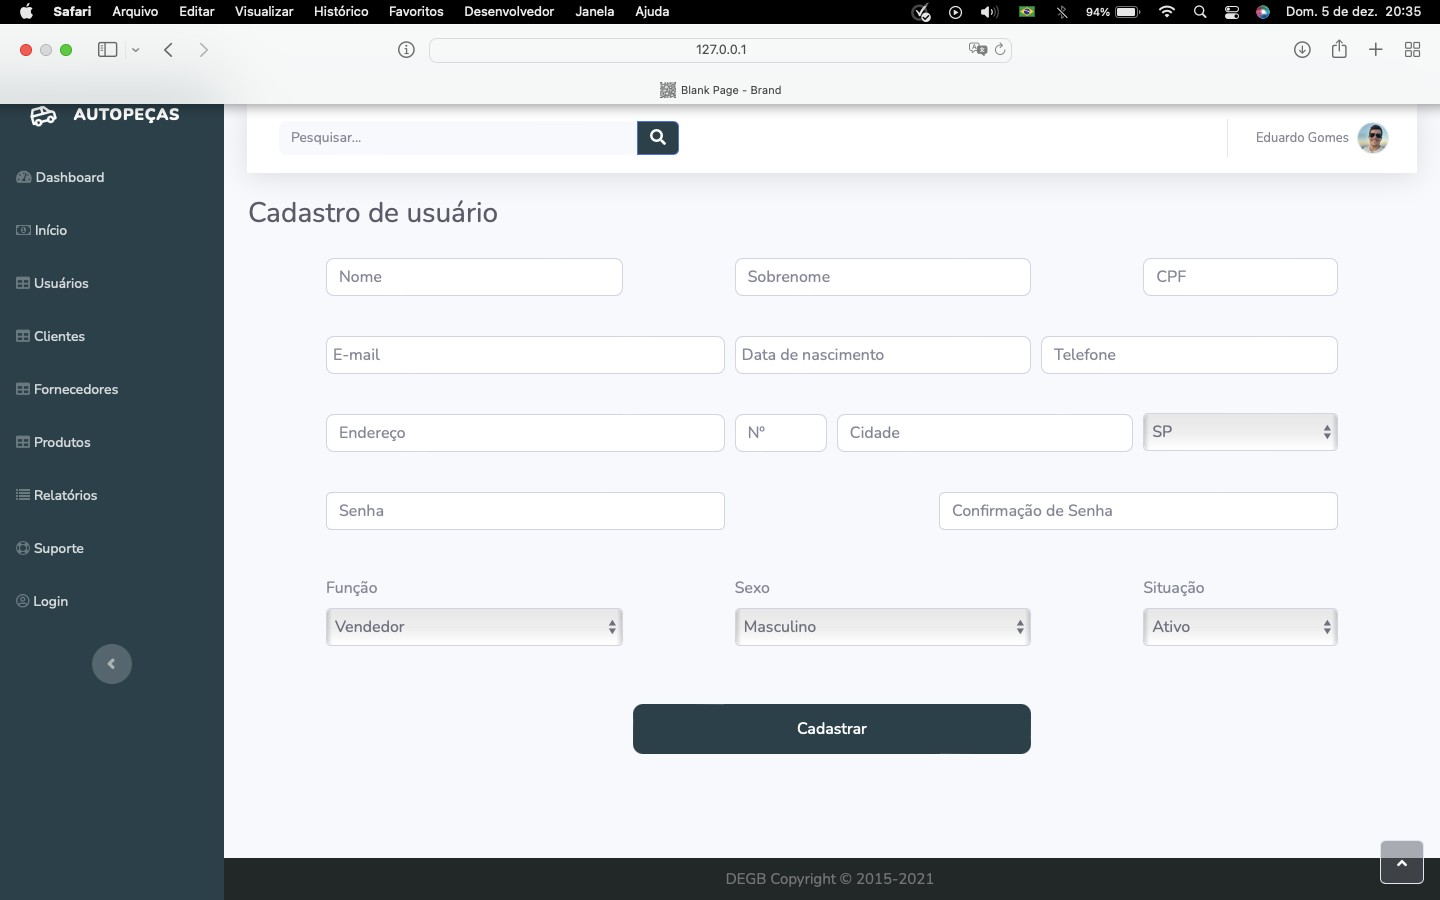 Safari Arquivo Editar Visualizar Histórico Favoritos Desenvolvedor Janela Ajuda 94% Dom. 5 de dez. 20:35
127.0.0.1
Blank Page - Brand
AUTOPEÇAS
Pesquisar...
Eduardo Gomes
Dashboard
Início
Usuários
Clientes
Fornecedores
Produtos
Relatórios
Suporte
Login
Cadastro de usuário
Nome Sobrenome CPF
E-mail Data de nascimento Telefone
Endereço Nº Cidade SP
Senha Confirmação de Senha
Função Sexo Situação
Vendedor Masculino Ativo
Cadastrar
DEGB Copyright © 2015-2021